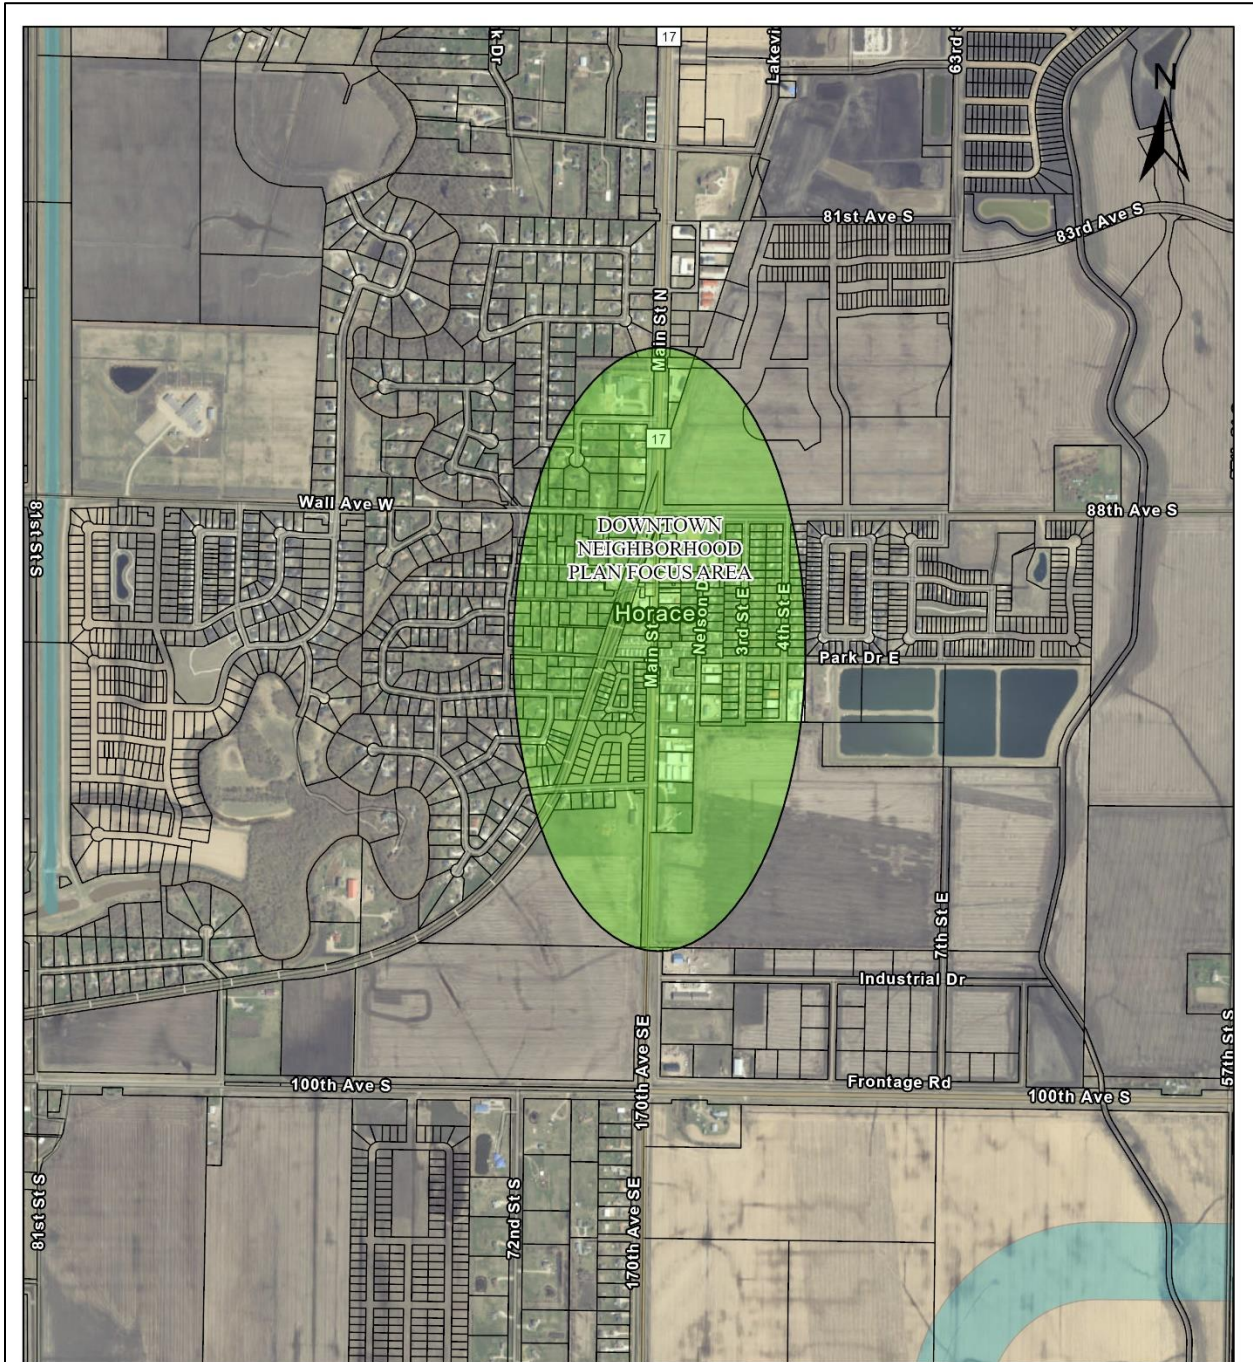 17
k Dr
Lakevi
63rd S
N
81st Ave S
83rd Ave S
Main St N
17
Wall Ave W
88th Ave S
81st St S
DOWNTOWN
NEIGHBORHOOD
PLAN FOCUS AREA
Horace
Main St
Nelson D
3rd St E
4th St E
Park Dr E
7th St E
Industrial Dr
170th Ave SE
57th St S
100th Ave S
Frontage Rd
100th Ave S
81st St S
72nd St S
170th Ave SE